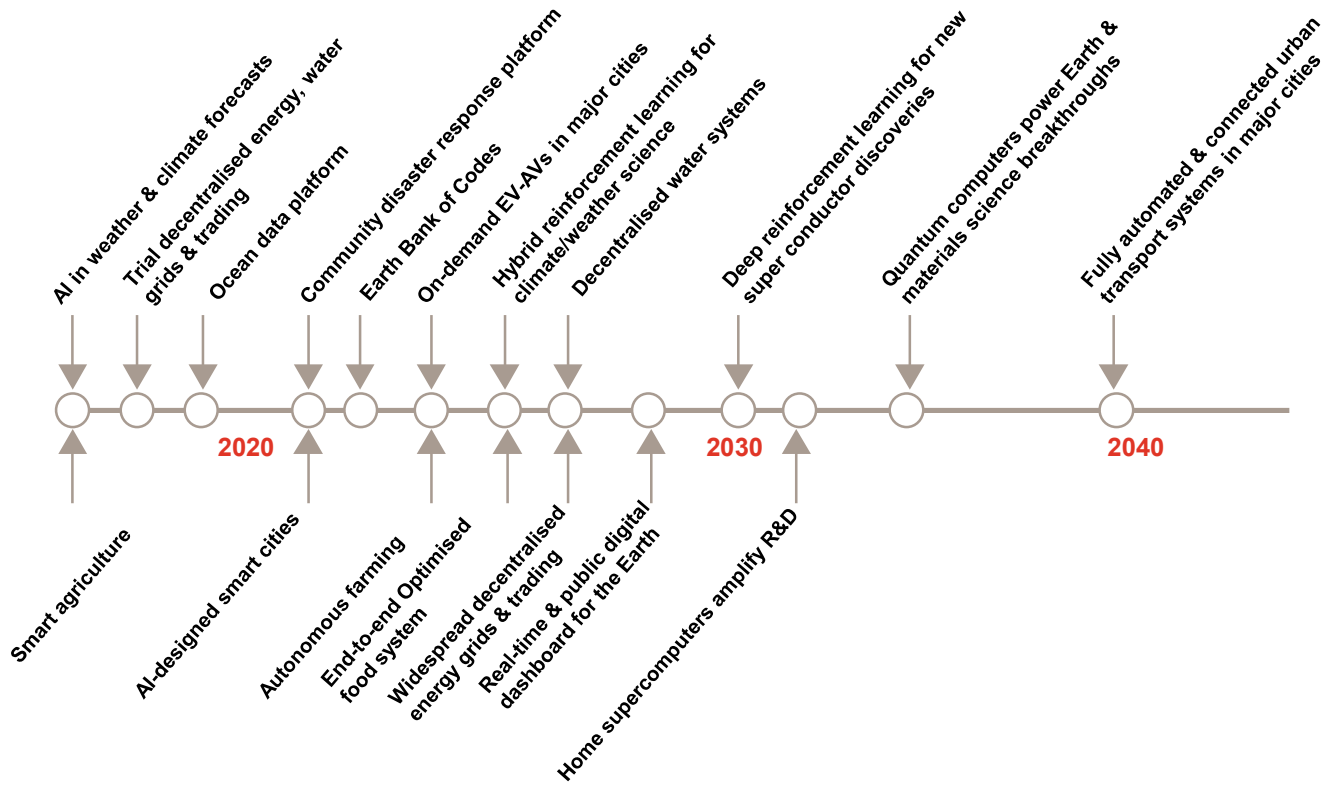 AI in weather & climate forecasts
Trial decentralised energy, water
grids & trading
Ocean data platform
Community disaster response platform
Earth Bank of Codes
On-demand EV-AVs in major cities
Hybrid reinforcement learning for
climate/weather science
Decentralised water systems
Deep reinforcement learning for new
super conductor discoveries
Quantum computers power Earth &
materials science breakthroughs
Fully automated & connected urban
transport systems in major cities
2020
2030
2040
Smart agriculture
AI-designed smart cities
Autonomous farming
End-to-end Optimised
food system
Widespread decentralised
energy grids & trading
Real-time & public digital
dashboard for the Earth
Home supercomputers amplify R&D